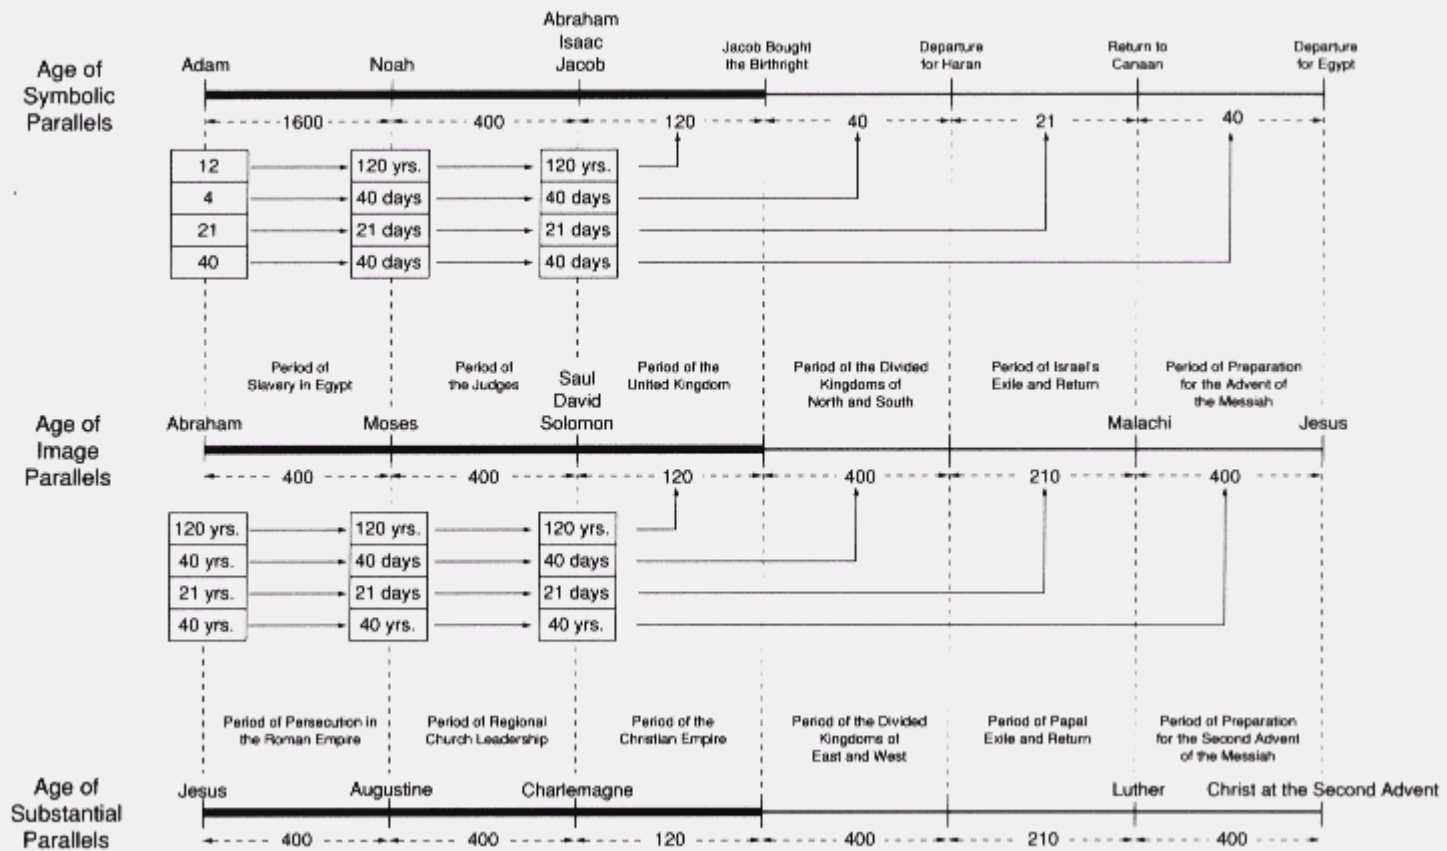 Abraham
Isaac
Jacob
Adam
Noah
Jacob Bought
the Birthright
Departure
for Haran
Return to
Canaan
Departure
for Egypt
Age of
Symbolic
Parallels
1600
400
120
40
21
40
12
120 yrs.
120 yrs.
4
40 days
40 days
21
21 days
21 days
40
40 days
40 days
Period of
Slavery in Egypt
Period of
the Judges
Period of the
United Kingdom
Period of the Divided
Kingdoms of
North and South
Period of Israel's
Exile and Return
Period of Preparation
for the Advent of
the Messiah
Age of
Image
Parallels
Abraham
Moses
Saul
David
Solomon
Malachi
Jesus
400
400
120
400
210
400
120 yrs.
120 yrs.
120 yrs.
40 yrs.
40 days
40 days
21 yrs.
21 days
21 days
40 yrs.
40 yrs.
40 yrs.
Period of Persecution in
the Roman Empire
Period of Regional
Church Leadership
Period of the
Christian Empire
Period of the Divided
Kingdoms of
East and West
Period of Papal
Exile and Return
Period of Preparation
for the Second Advent
of the Messiah
Age of
Substantial
Parallels
Jesus
Augustine
Charlemagne
Luther
Christ at the Second Advent
400
400
120
400
210
400